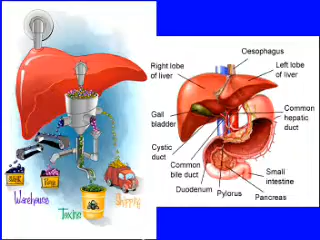 Warehouse
Toxins
Shipping
Oesophagus
Right lobe
of liver
Left lobe
of liver
Gall
bladder
Common
hepatic
duct
Cystic
duct
Common
bile duct
Small
intestine
Duodenum
Pylorus
Pancreas